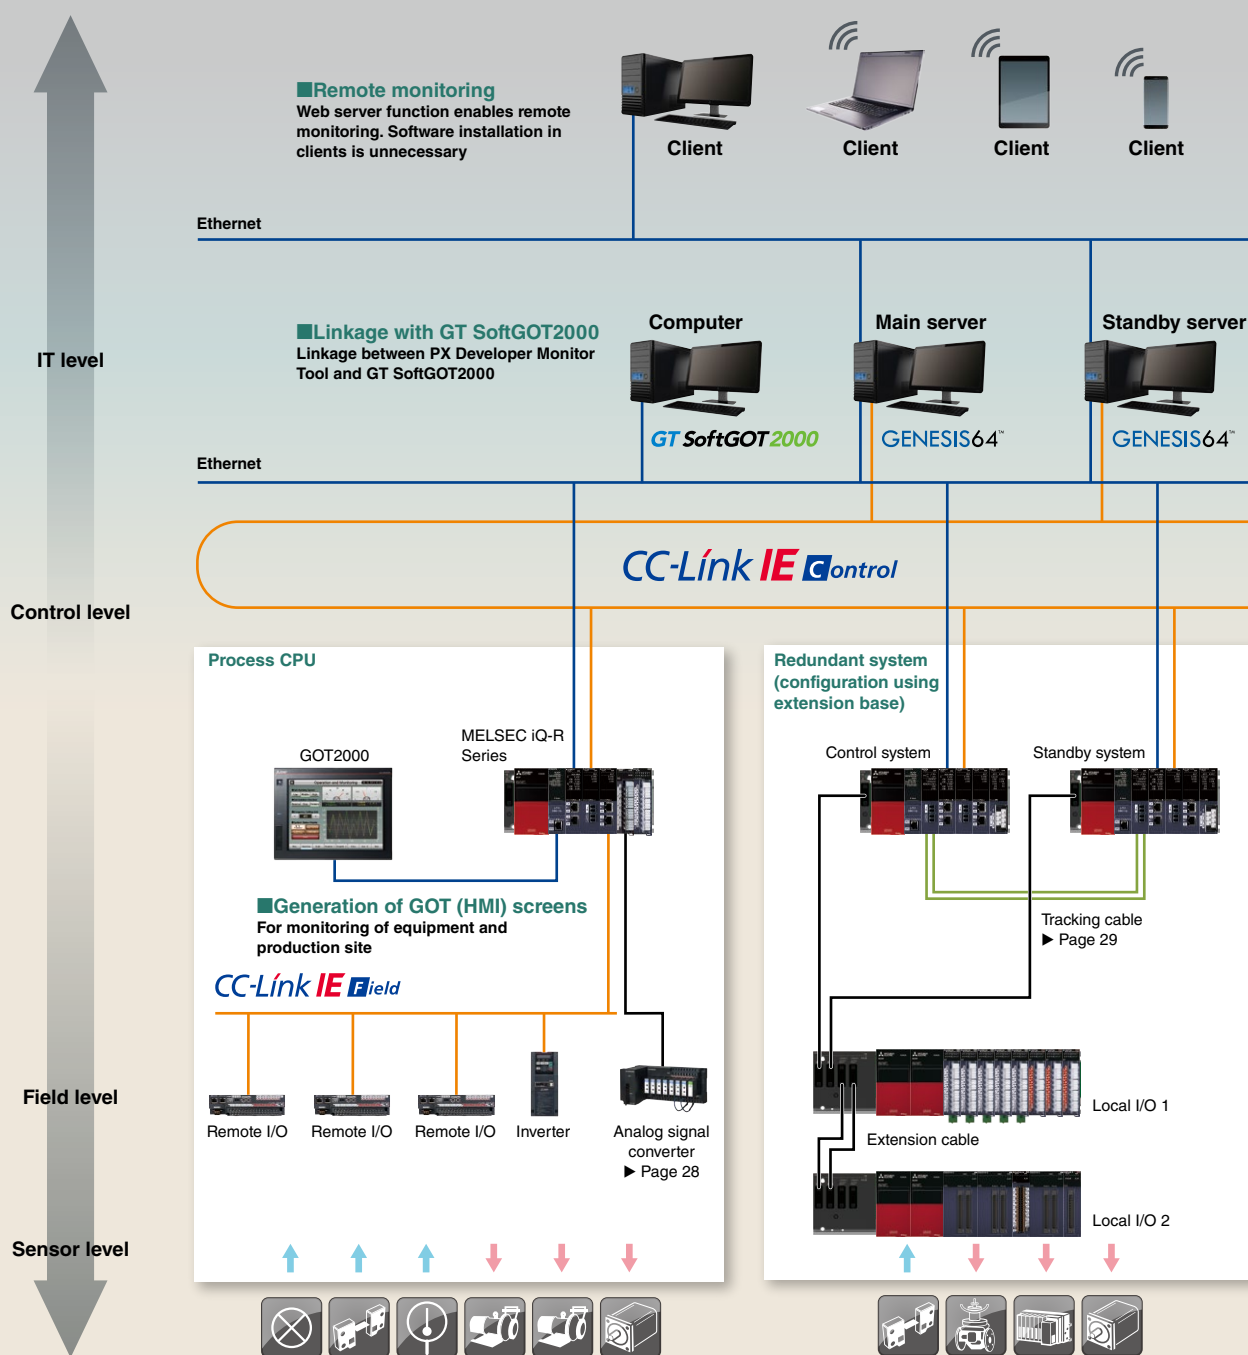 ■Remote monitoring
Web server function enables remote
monitoring. Software installation in
clients is unnecessary
Client
Client
Client
Client
Ethernet
■Linkage with GT SoftGOT2000
Linkage between PX Developer Monitor
Tool and GT SoftGOT2000
Computer
Main server
Standby server
IT level
GT SoftGOT2000
GENESIS64™
GENESIS64™
Ethernet
CC-Link IE Control
Control level
Process CPU
GOT2000
MELSEC iQ-R
Series
■Generation of GOT (HMI) screens
For monitoring of equipment and
production site
CC-Link IE Field
Redundant system
(configuration using
extension base)
Control system
Standby system
Tracking cable
▶ Page 29
Field level
Remote I/O
Remote I/O
Remote I/O
Inverter
Analog signal
converter
▶ Page 28
Local I/O 1
Extension cable
Local I/O 2
Sensor level